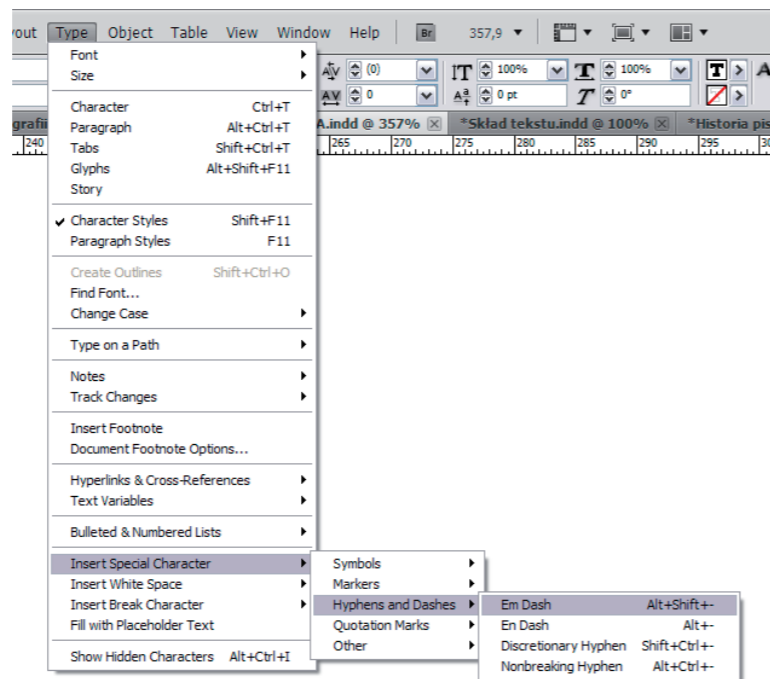 out Type Object Table View Window Help Br 357,9
Font
Size
(0) 100% 100% T A
0 0 pt 0°
Character Ctrl+T
Paragraph Alt+Ctrl+T
Tabs Shift+Ctrl+T
Glyphs Alt+Shift+F11
Story
grafii A.indd @ 357% *Skład tekstu.indd @ 100% *Historia pis
240 265 270 275 280 285 290 295 30
Character Styles Shift+F11
Paragraph Styles F11
Create Outlines Shift+Ctrl+O
Find Font...
Change Case
Type on a Path
Notes
Track Changes
Insert Footnote
Document Footnote Options...
Hyperlinks & Cross-References
Text Variables
Bulleted & Numbered Lists
Insert Special Character
Insert White Space
Insert Break Character
Fill with Placeholder Text
Show Hidden Characters Alt+Ctrl+I
Symbols
Markers
Hyphens and Dashes
Quotation Marks
Other
Em Dash Alt+Shift+-
En Dash Alt+-
Discretionary Hyphen Shift+Ctrl+-
Nonbreaking Hyphen Alt+Ctrl+-